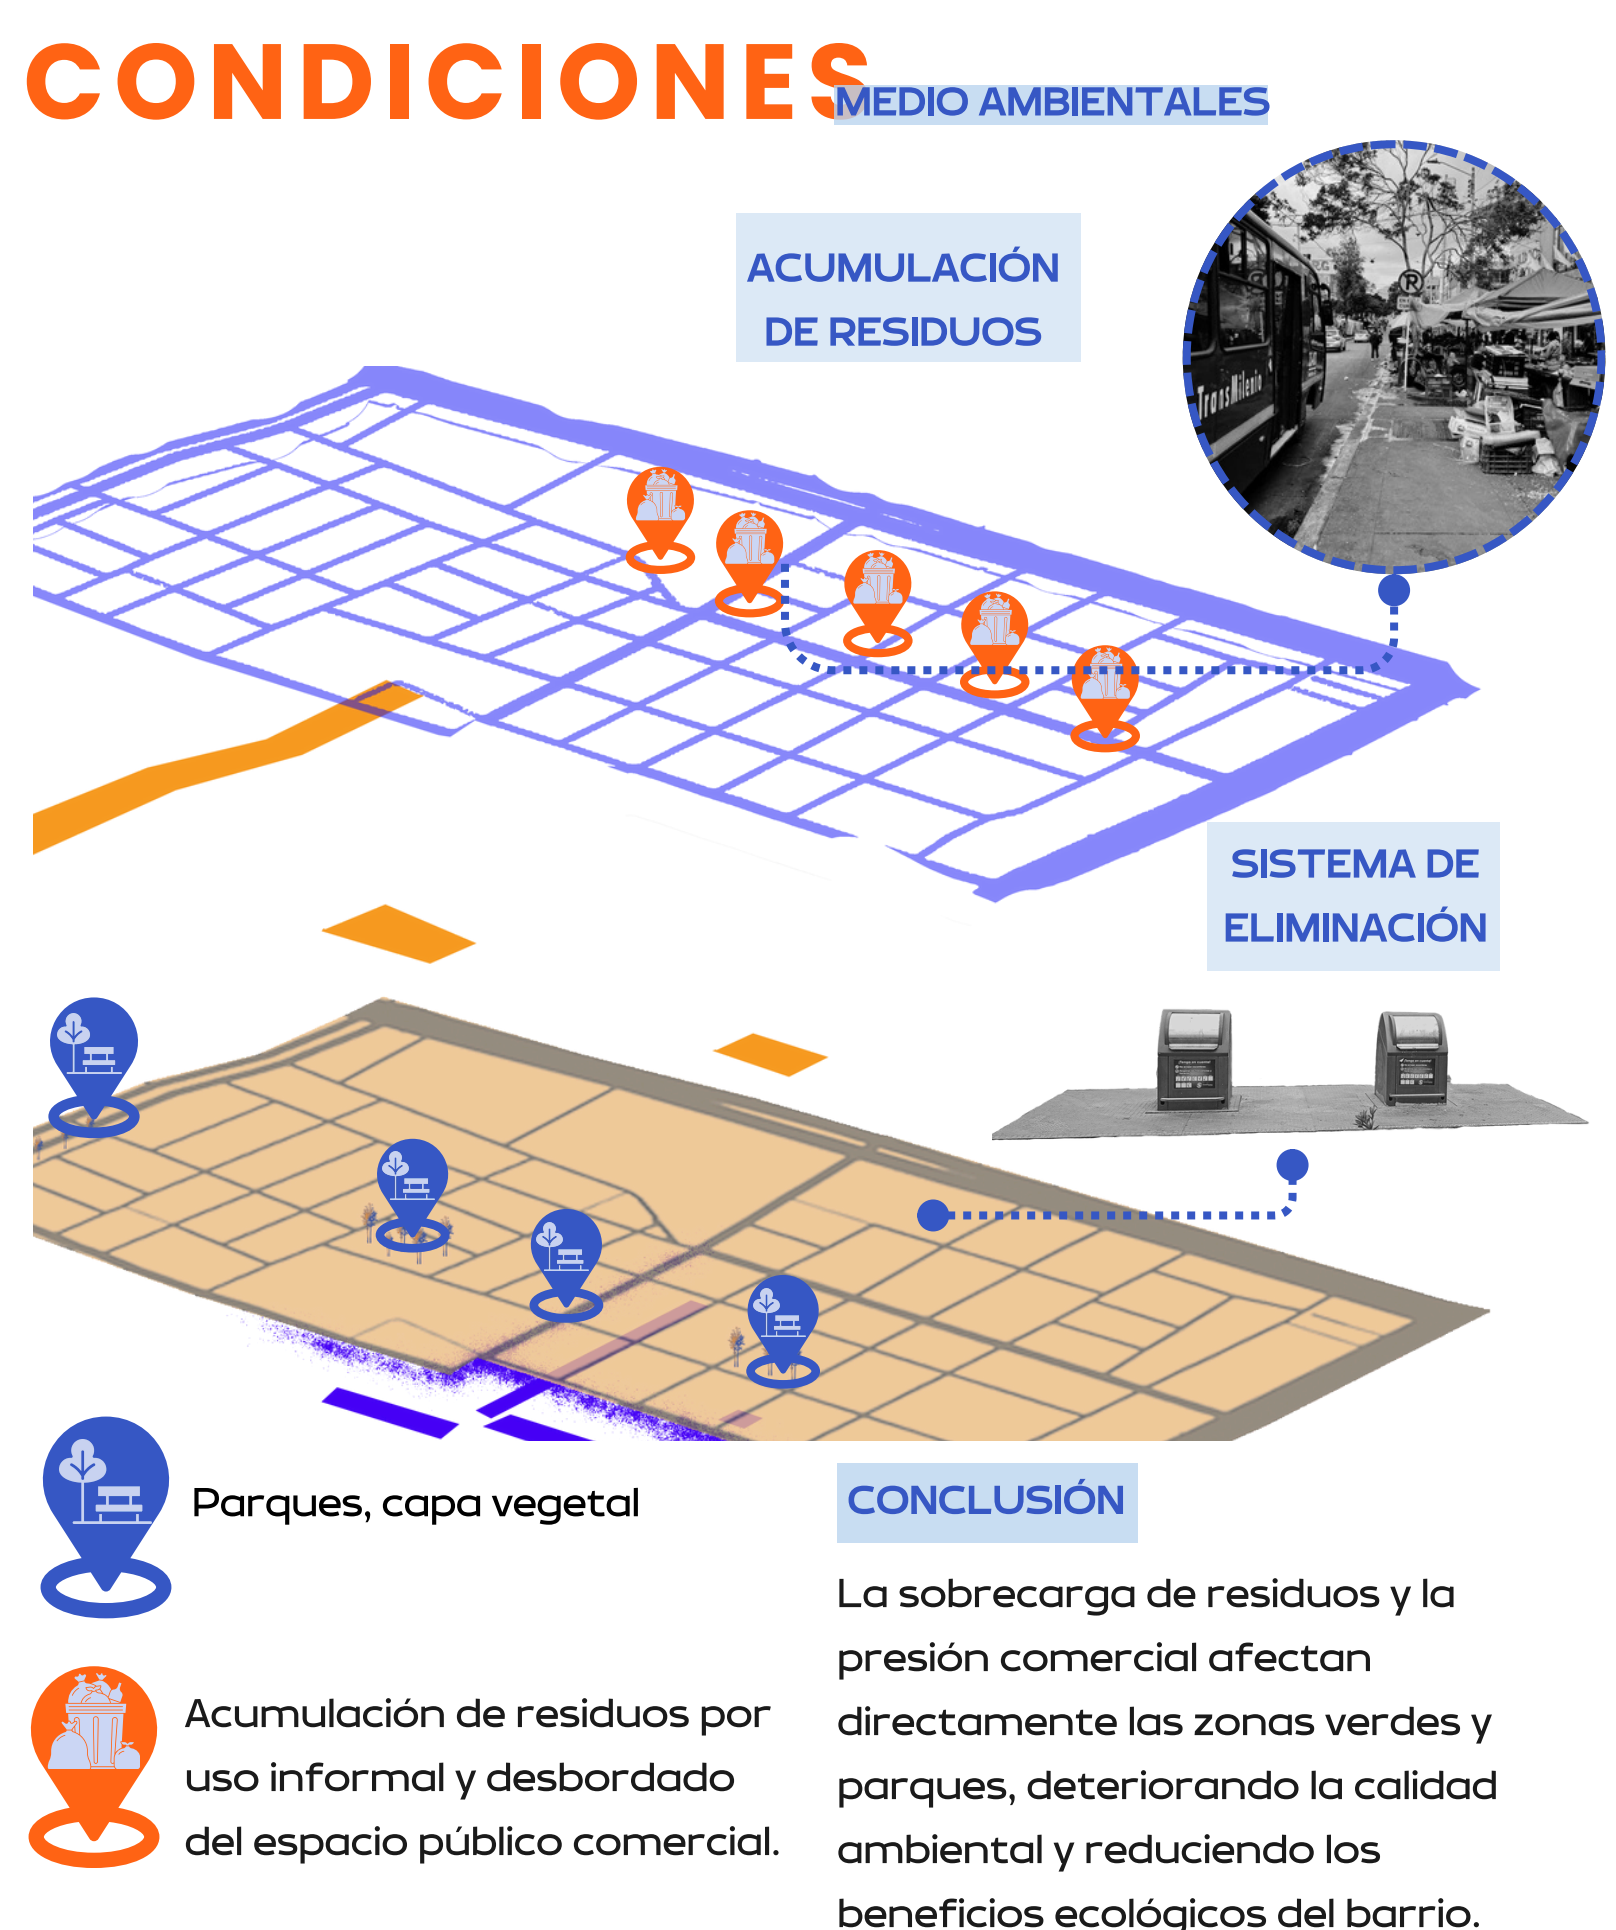 CONDICIONES
MEDIO AMBIENTALES
ACUMULACIÓN
DE RESIDUOS
R
TransMilenio
SISTEMA DE
ELIMINACIÓN
Parques, capa vegetal
Acumulación de residuos por
uso informal y desbordado
del espacio público comercial.
CONCLUSIÓN
La sobrecarga de residuos y la
presión comercial afectan
directamente las zonas verdes y
parques, deteriorando la calidad
ambiental y reduciendo los
beneficios ecológicos del barrio.